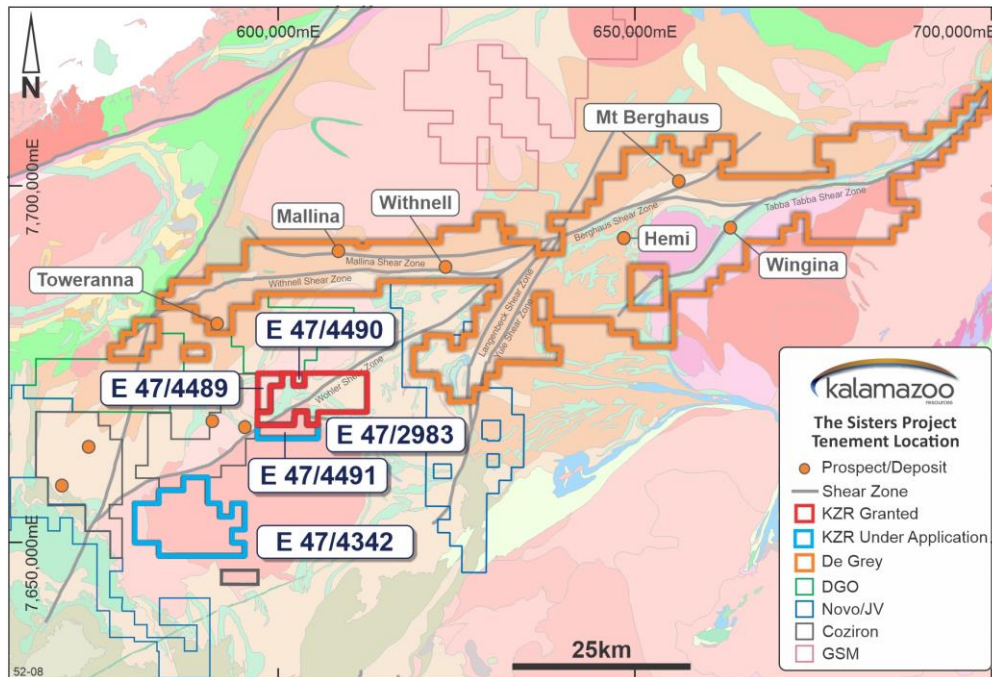 600,000mE
650,000mE
700,000mE
N
7,700,000mE
7,650,000mE
Mt Berghaus
Tabba Tabba Shear Zone
Berghaus Shear Zone
Withnell
Mallina
Hemi
Wingina
Mallina Shear Zone
Withnell Shear Zone
Toweranna
Langenbeck Shear Zone
Yule Shear Zone
E 47/4490
Wohler Shear Zone
E 47/4489
E 47/2983
E 47/4491
E 47/4342
25km
52-08
kalamazoo
resources
The Sisters Project
Tenement Location
Prospect/Deposit
Shear Zone
KZR Granted
KZR Under Application
De Grey
DGO
Novo/JV
Coziron
GSM